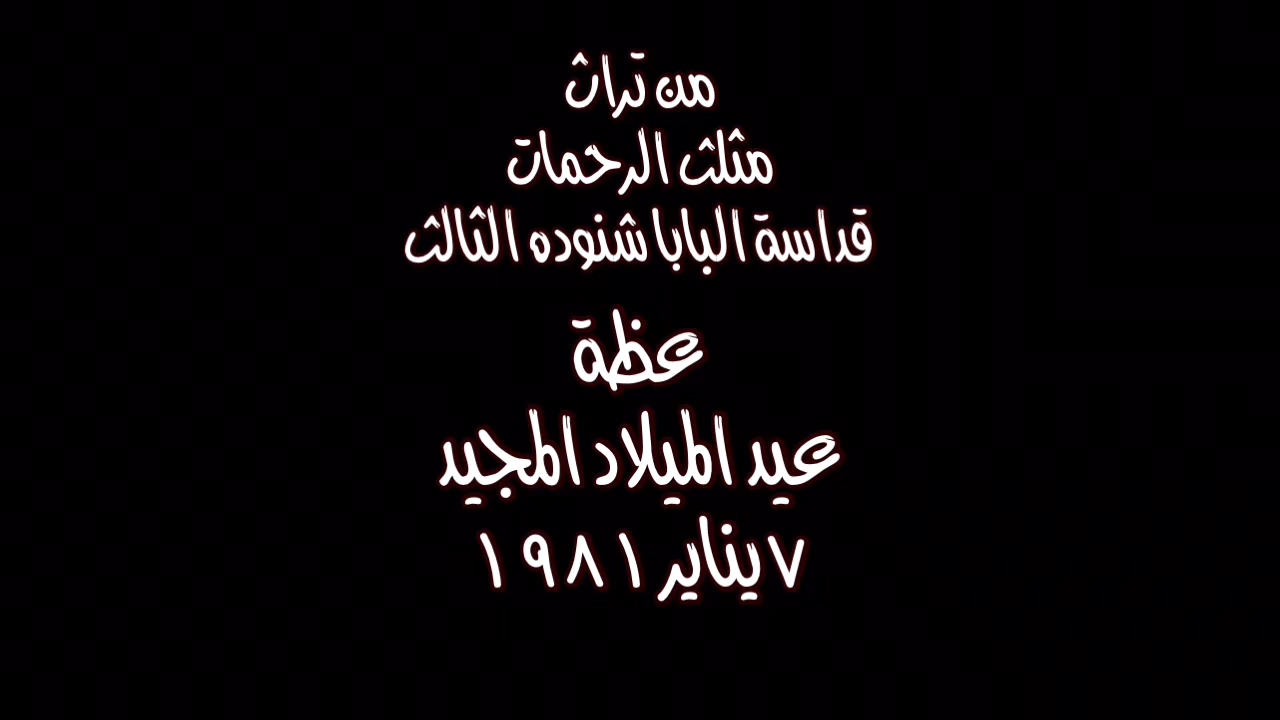 من تراث
مثلث الرحمات
قداسة البابا شنوده الثالث
عظة
عيد الميلاد المجيد
٧ يناير ١٩٨١